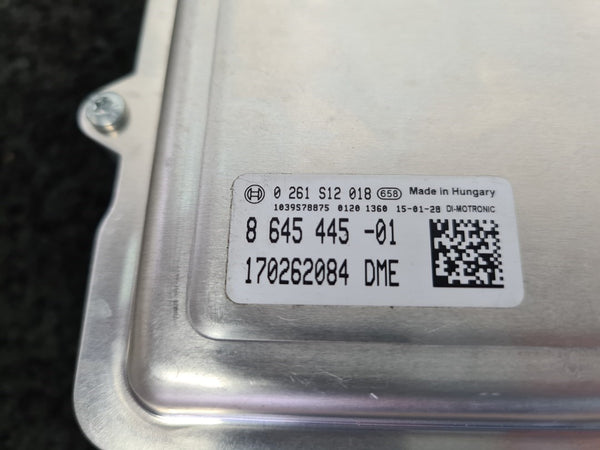 0 261 S12 018 658 Made in Hungary
1039S78875 0120 1360 15-01-28 DI-MOTRONIC
8 645 445 -01
170262084 DME